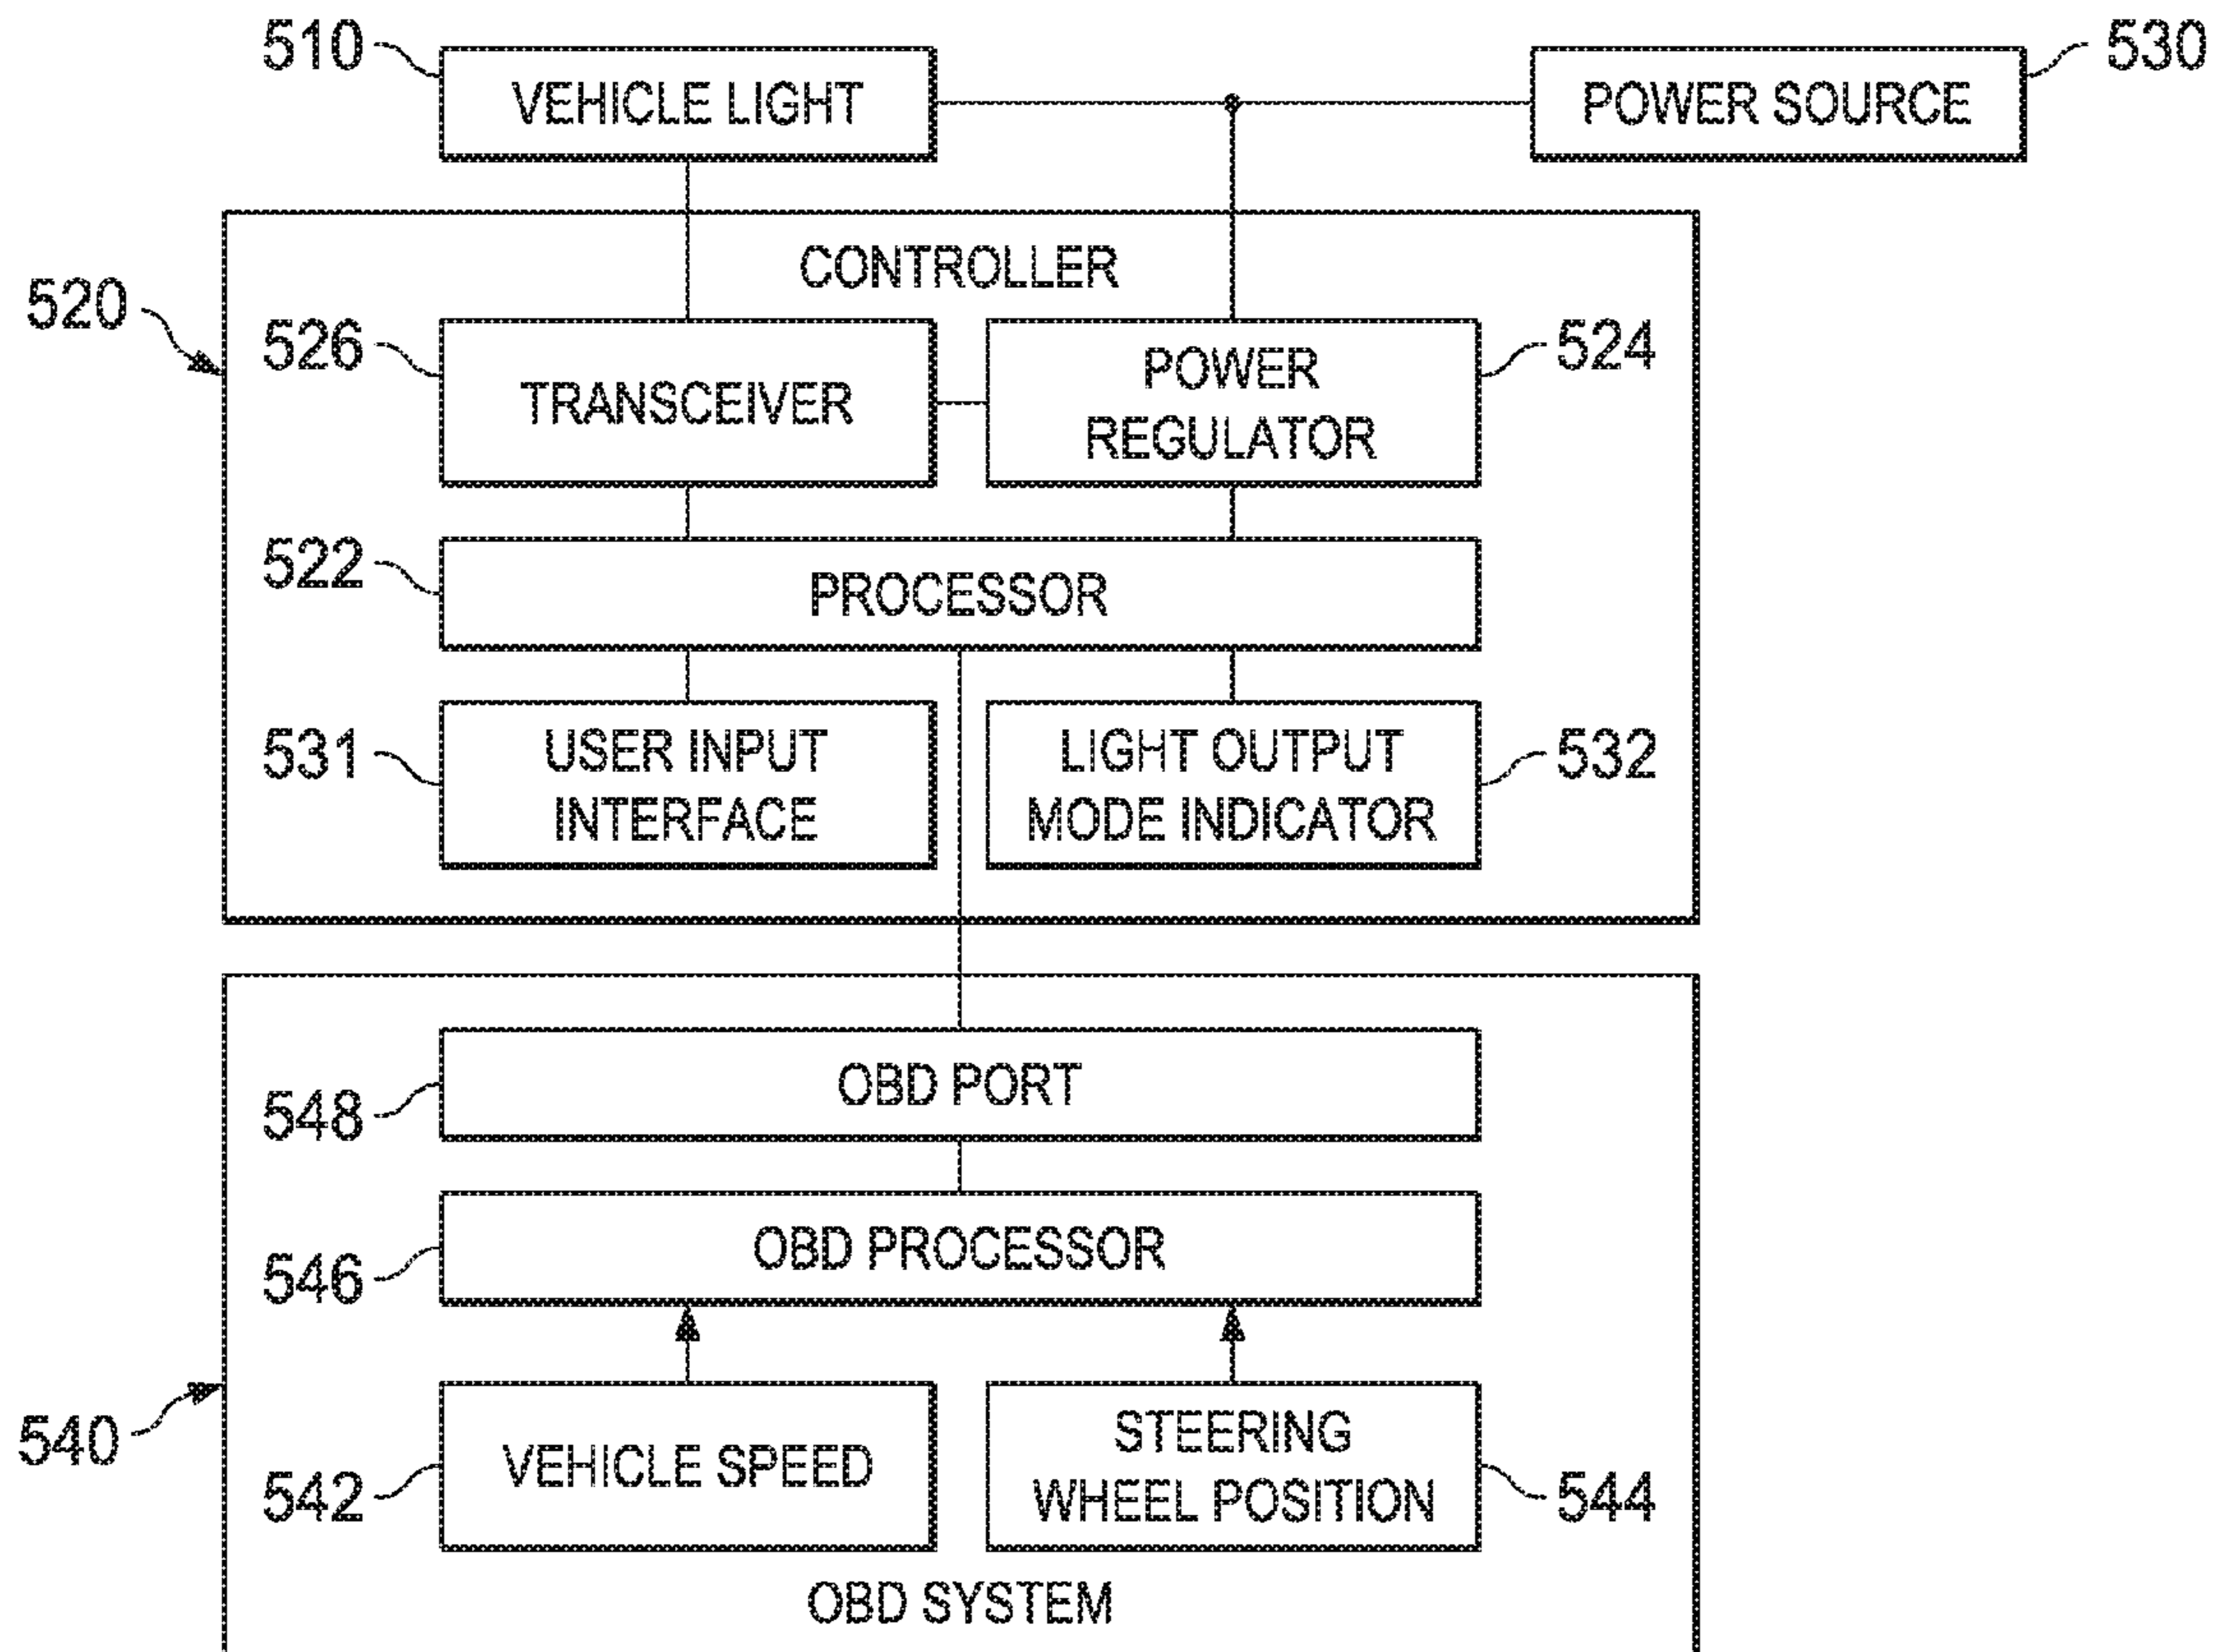 510
VEHICLE LIGHT
POWER SOURCE
530
CONTROLLER
520
526
TRANSCEIVER
POWER
REGULATOR
524
522
PROCESSOR
531
USER INPUT
INTERFACE
LIGHT OUTPUT
MODE INDICATOR
532
OBD PORT
548
OBD PROCESSOR
546
540
542
VEHICLE SPEED
STEERING
WHEEL POSITION
544
OBD SYSTEM